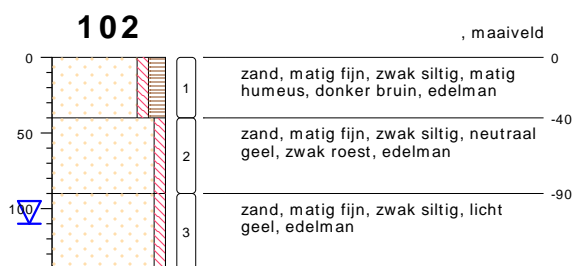 102
, maaiveld
0
0
1
zand, matig fijn, zwak siltig, matig
humeus, donker bruin, edelman
-40
50
2
zand, matig fijn, zwak siltig, neutraal
geel, zwak roest, edelman
-90
100
3
zand, matig fijn, zwak siltig, licht
geel, edelman